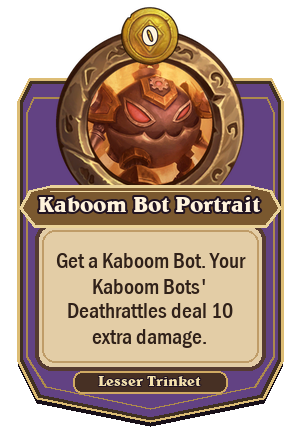 0
Kaboom Bot Portrait
Get a Kaboom Bot. Your
Kaboom Bots'
Deathrattles deal 10
extra damage.
Lesser Trinket